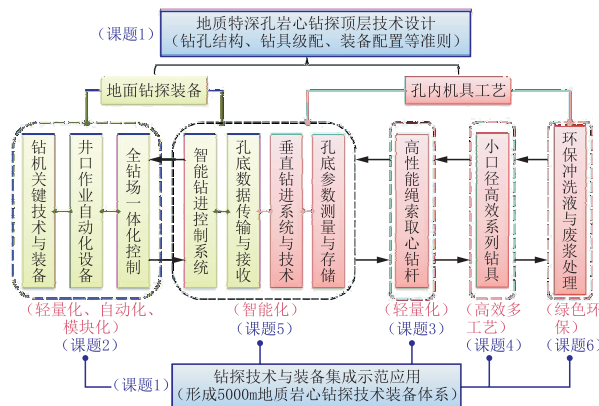 地质特深孔岩心钻探顶层技术设计
(课题1)
(钻孔结构、钻具级配、装备配置等准则)
地面钻探装备
孔内机具工艺
钻机关键技术与装备
井口作业自动化设备
全钻场一体化控制
智能钻进控制系统
孔底数据传输与接收
垂直钻进系统与技术
孔底参数测量与存储
高性能绳索取心钻杆
小口径高效系列钻具
环保冲洗液与废浆处理
(轻量化、自动化、
模块化)
(课题2)
(智能化)
(课题5)
(轻量化)
(课题3)
(高效多
工艺)
(课题4)
(绿色环
保)
(课题6)
(课题1)
钻探技术与装备集成示范应用
(形成5000m地质岩心钻探技术装备体系)